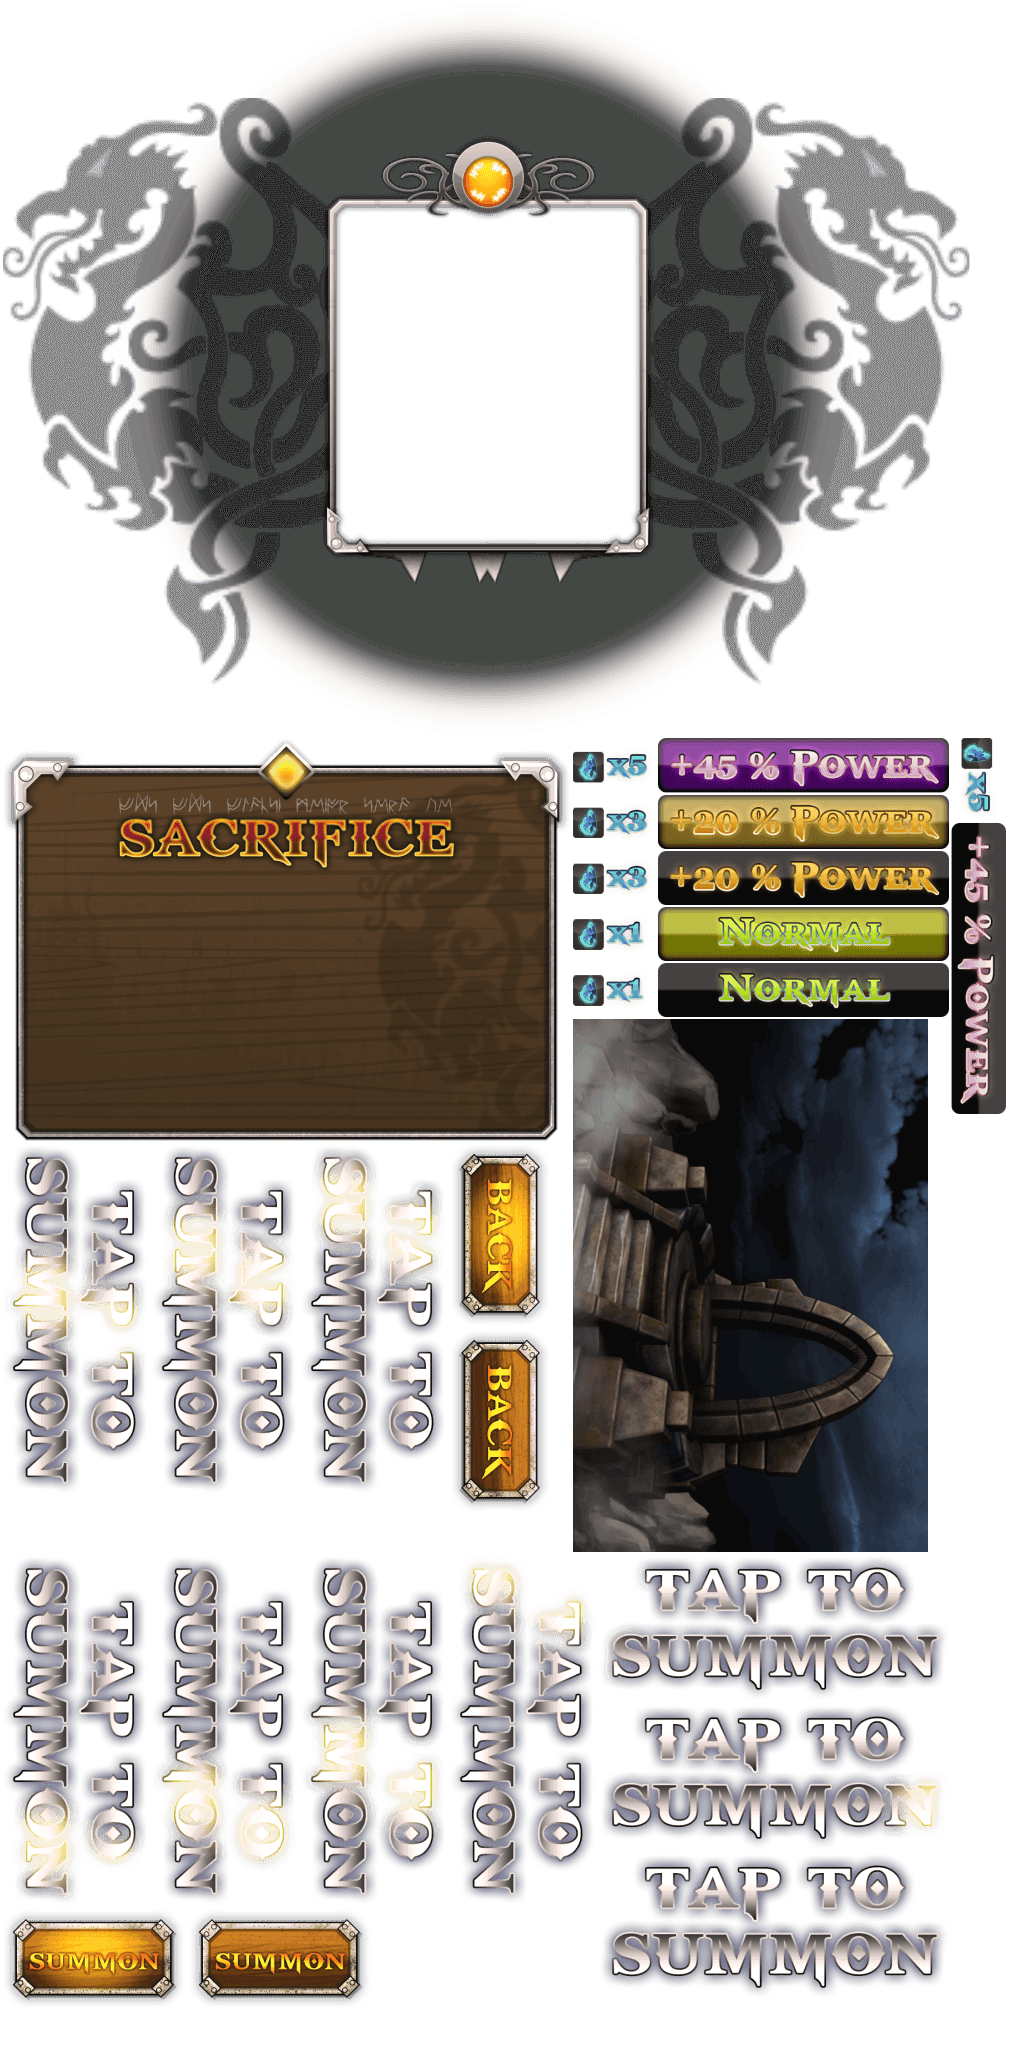 SACRIFICE
x5
+45 % POWER
x3
+20 % POWER
x3
+20 % POWER
x1
NORMAL
x1
NORMAL
x5
+45 % POWER
TAP TO
SUMMON
TAP TO
SUMMON
TAP TO
SUMMON
BACK
BACK
TAP TO
SUMMON
TAP TO
SUMMON
TAP TO
SUMMON
TAP TO
SUMMON
TAP TO
SUMMON
TAP TO
SUMMON
TAP TO
SUMMON
SUMMON
SUMMON